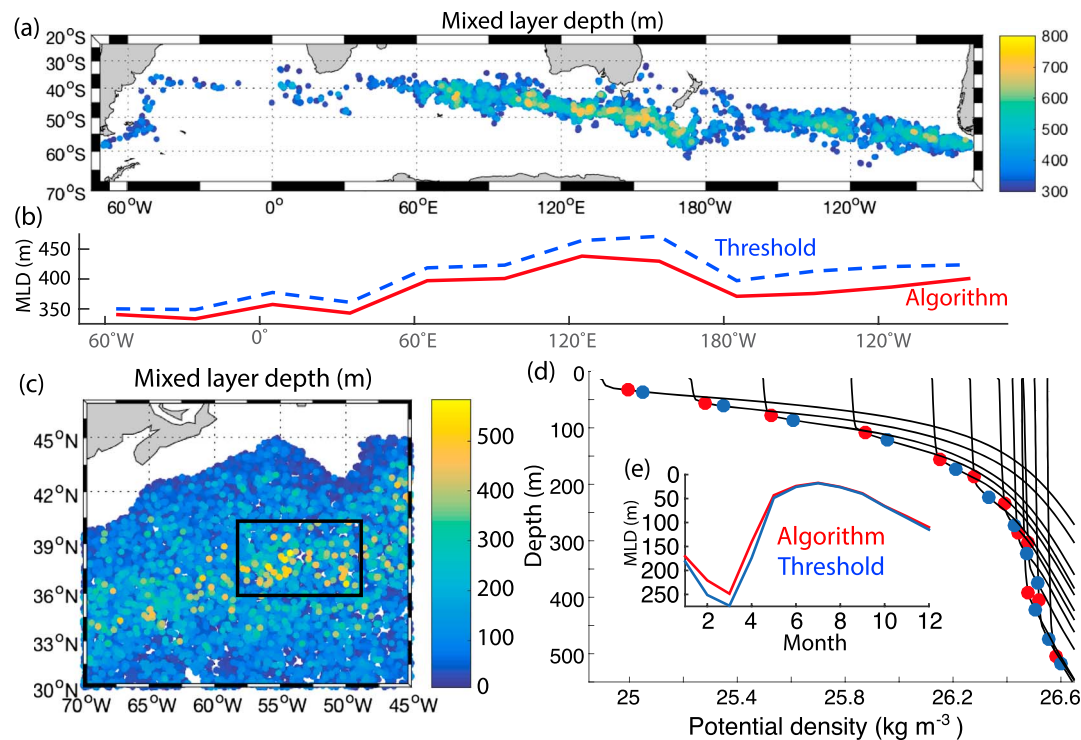 (a)
Mixed layer depth (m)
20°S
30°S
40°S
50°S
60°S
70°S
60°W 0° 60°E 120°E 180°W 120°W
800
700
600
500
400
300
(b)
MLD (m)
450
400
350
Threshold
Algorithm
60°W 0° 60°E 120°E 180°W 120°W
(c)
Mixed layer depth (m)
45°N
42°N
39°N
36°N
33°N
30°N
70°W 65°W 60°W 55°W 50°W 45°W
500
400
300
200
100
0
Depth (m)
(d)
0
100
200
300
400
500
25 25.4 25.8 26.2 26.6
Potential density (kg m-3 )
(e)
MLD (m)
0
50
100
150
200
250
Algorithm
Threshold
2 4 6 8 10 12
Month